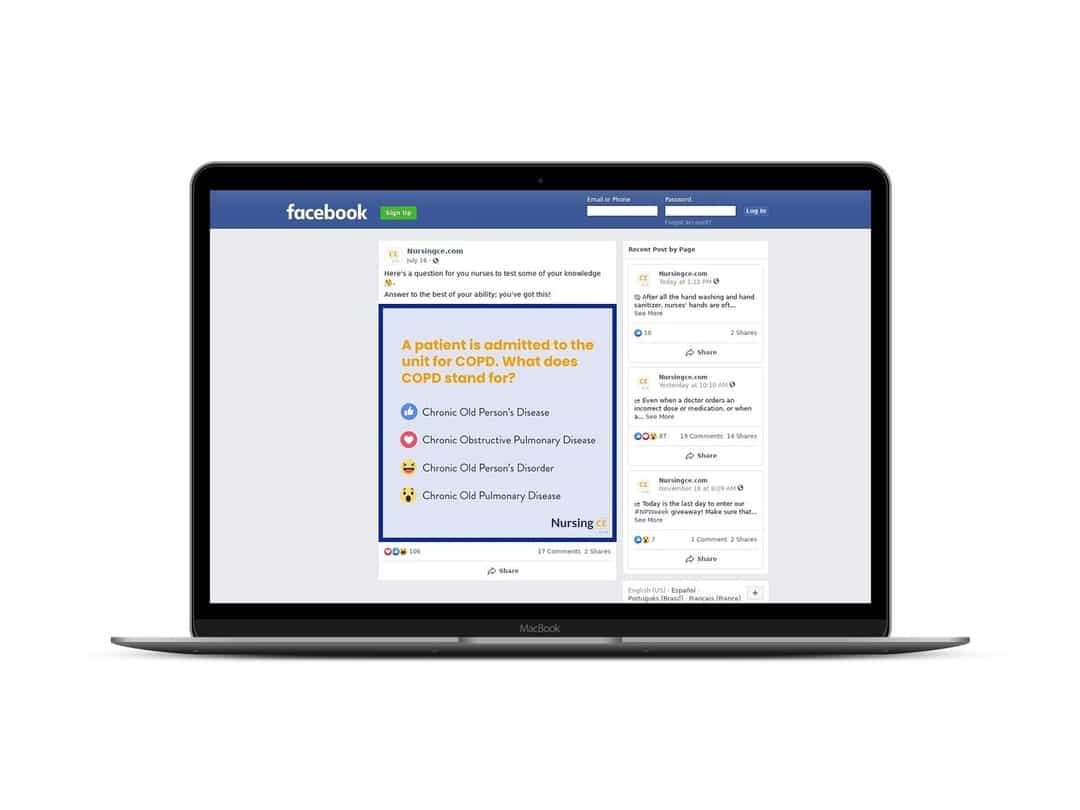 facebook
Sign Up
Email or Phone
Password
Log In
Forgot account?
Nursingce.com
July 16 ·
Here's a question for you nurses to test some of your knowledge
.
Answer to the best of your ability; you've got this!
A patient is admitted to the
unit for COPD. What does
COPD stand for?
Chronic Old Person's Disease
Chronic Obstructive Pulmonary Disease
Chronic Old Person's Disorder
Chronic Old Pulmonary Disease
Nursing CE
106
17 Comments 2 Shares
Share
Recent Post by Page
CE
Nursingce.com
Today at 1:12 PM
After all the hand washing and hand
sanitizer, nurses' hands are oft...
See More
16
2 Shares
Share
CE
Nursingce.com
Yesterday at 10:10 AM
Even when a doctor orders an
incorrect dose or medication, or when
a... See More
87
19 Comments 14 Shares
Share
CE
Nursingce.com
November 16 at 8:09 AM
Today is the last day to enter our
#NPWeek giveaway! Make sure that...
See More
7
1 Comment 2 Shares
Share
English (US) · Español ·
Português (Brasil) · Français (France)
+
MacBook